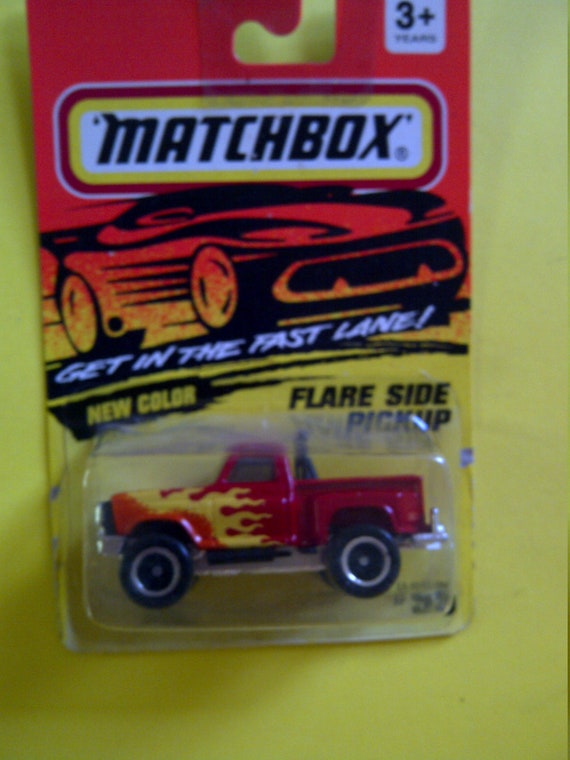 3+
YEARS
MATCHBOX®
GET IN THE FAST LANE!
NEW COLOR
FLARE SIDE
PICKUP